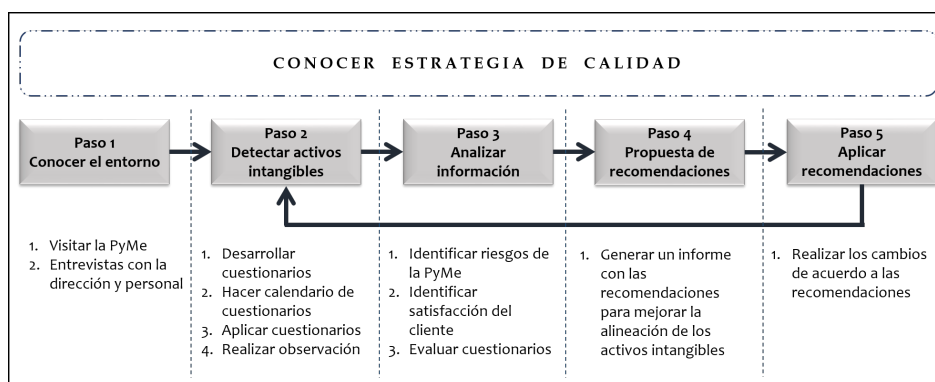 CONOCER ESTRATEGIA DE CALIDAD
Paso 1
Conocer el entorno
Paso 2
Detectar activos
intangibles
Paso 3
Analizar
información
Paso 4
Propuesta de
recomendaciones
Paso 5
Aplicar
recomendaciones
1. Visitar la PyMe
2. Entrevistas con la
dirección y personal
1. Desarrollar
cuestionarios
2. Hacer calendario de
cuestionarios
3. Aplicar cuestionarios
4. Realizar observación
1. Identificar riesgos de
la PyMe
2. Identificar
satisfacción del
cliente
3. Evaluar cuestionarios
1. Generar un informe
con las
recomendaciones
para mejorar la
alineación de los
activos intangibles
1. Realizar los cambios
de acuerdo a las
recomendaciones